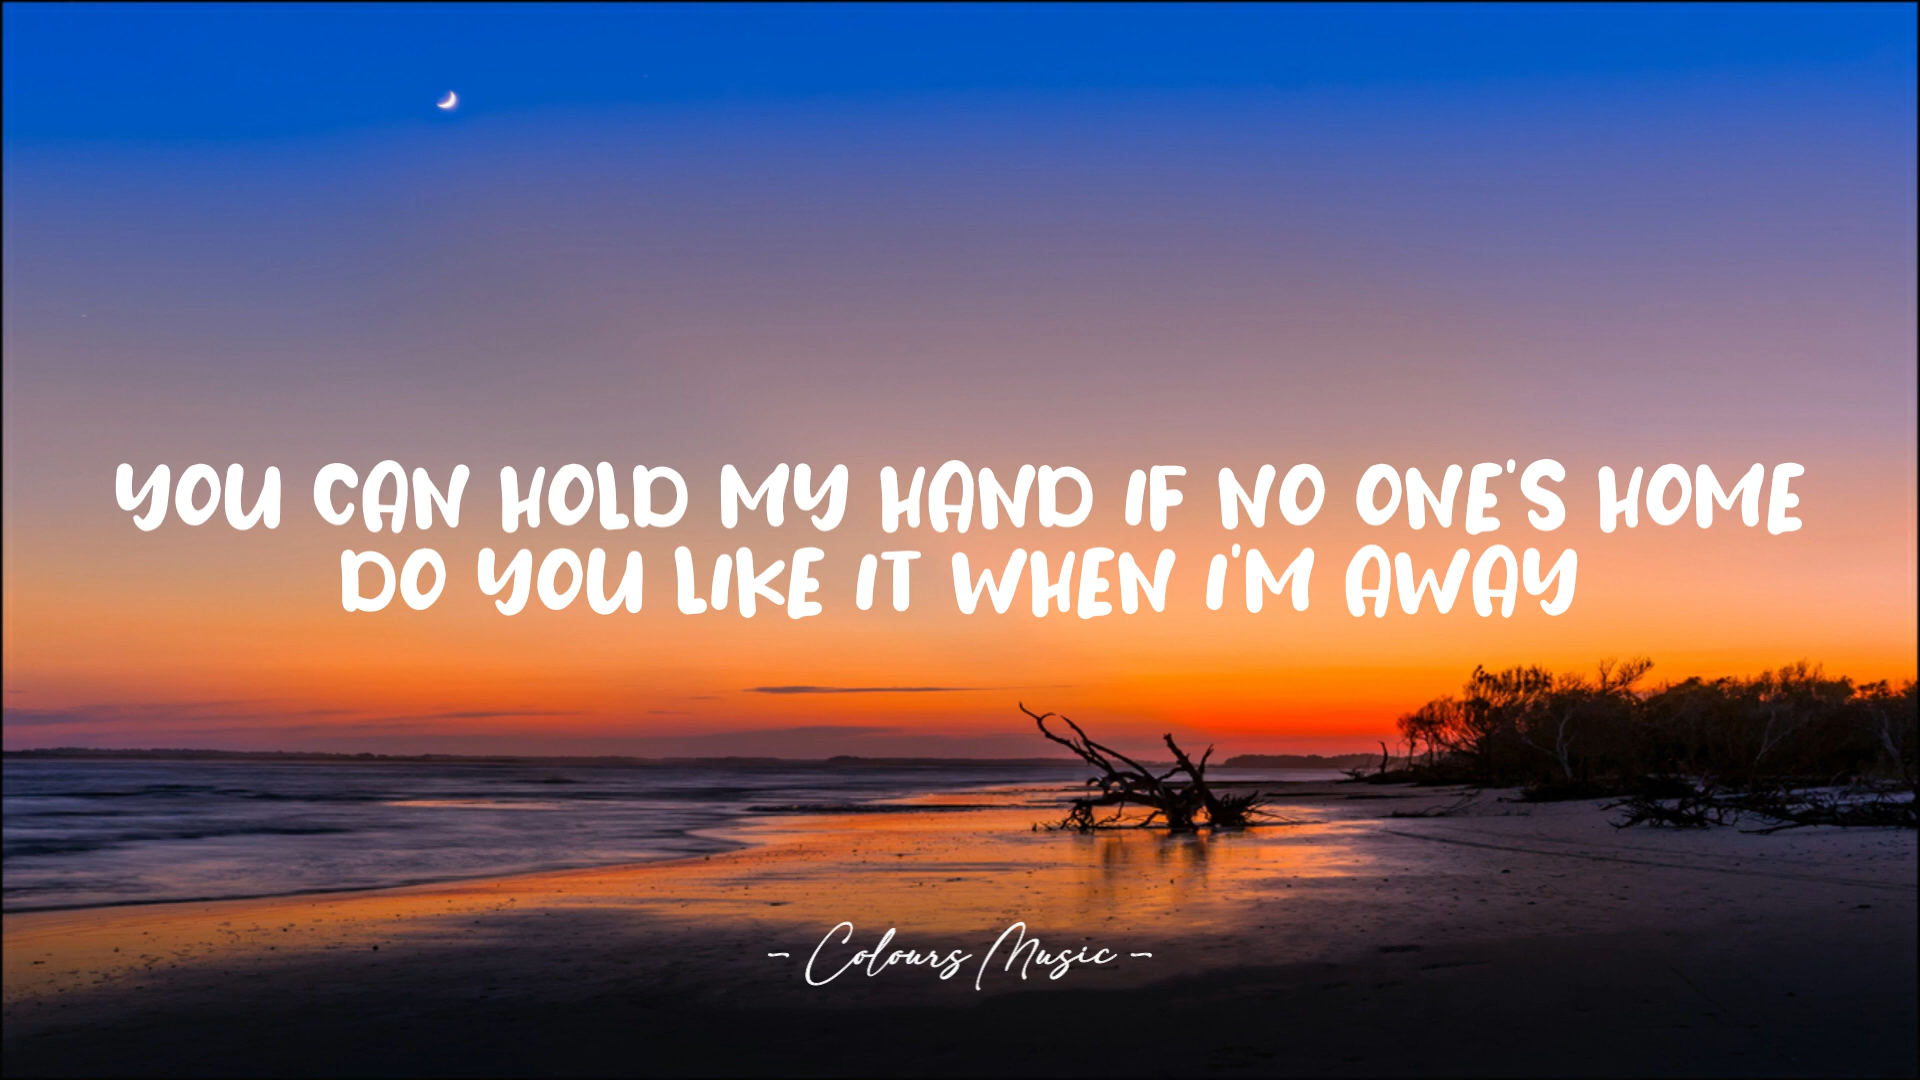 YOU CAN HOLD MY HAND IF NO ONE'S HOME
DO YOU LIKE IT WHEN I'M AWAY
- Colours Music -